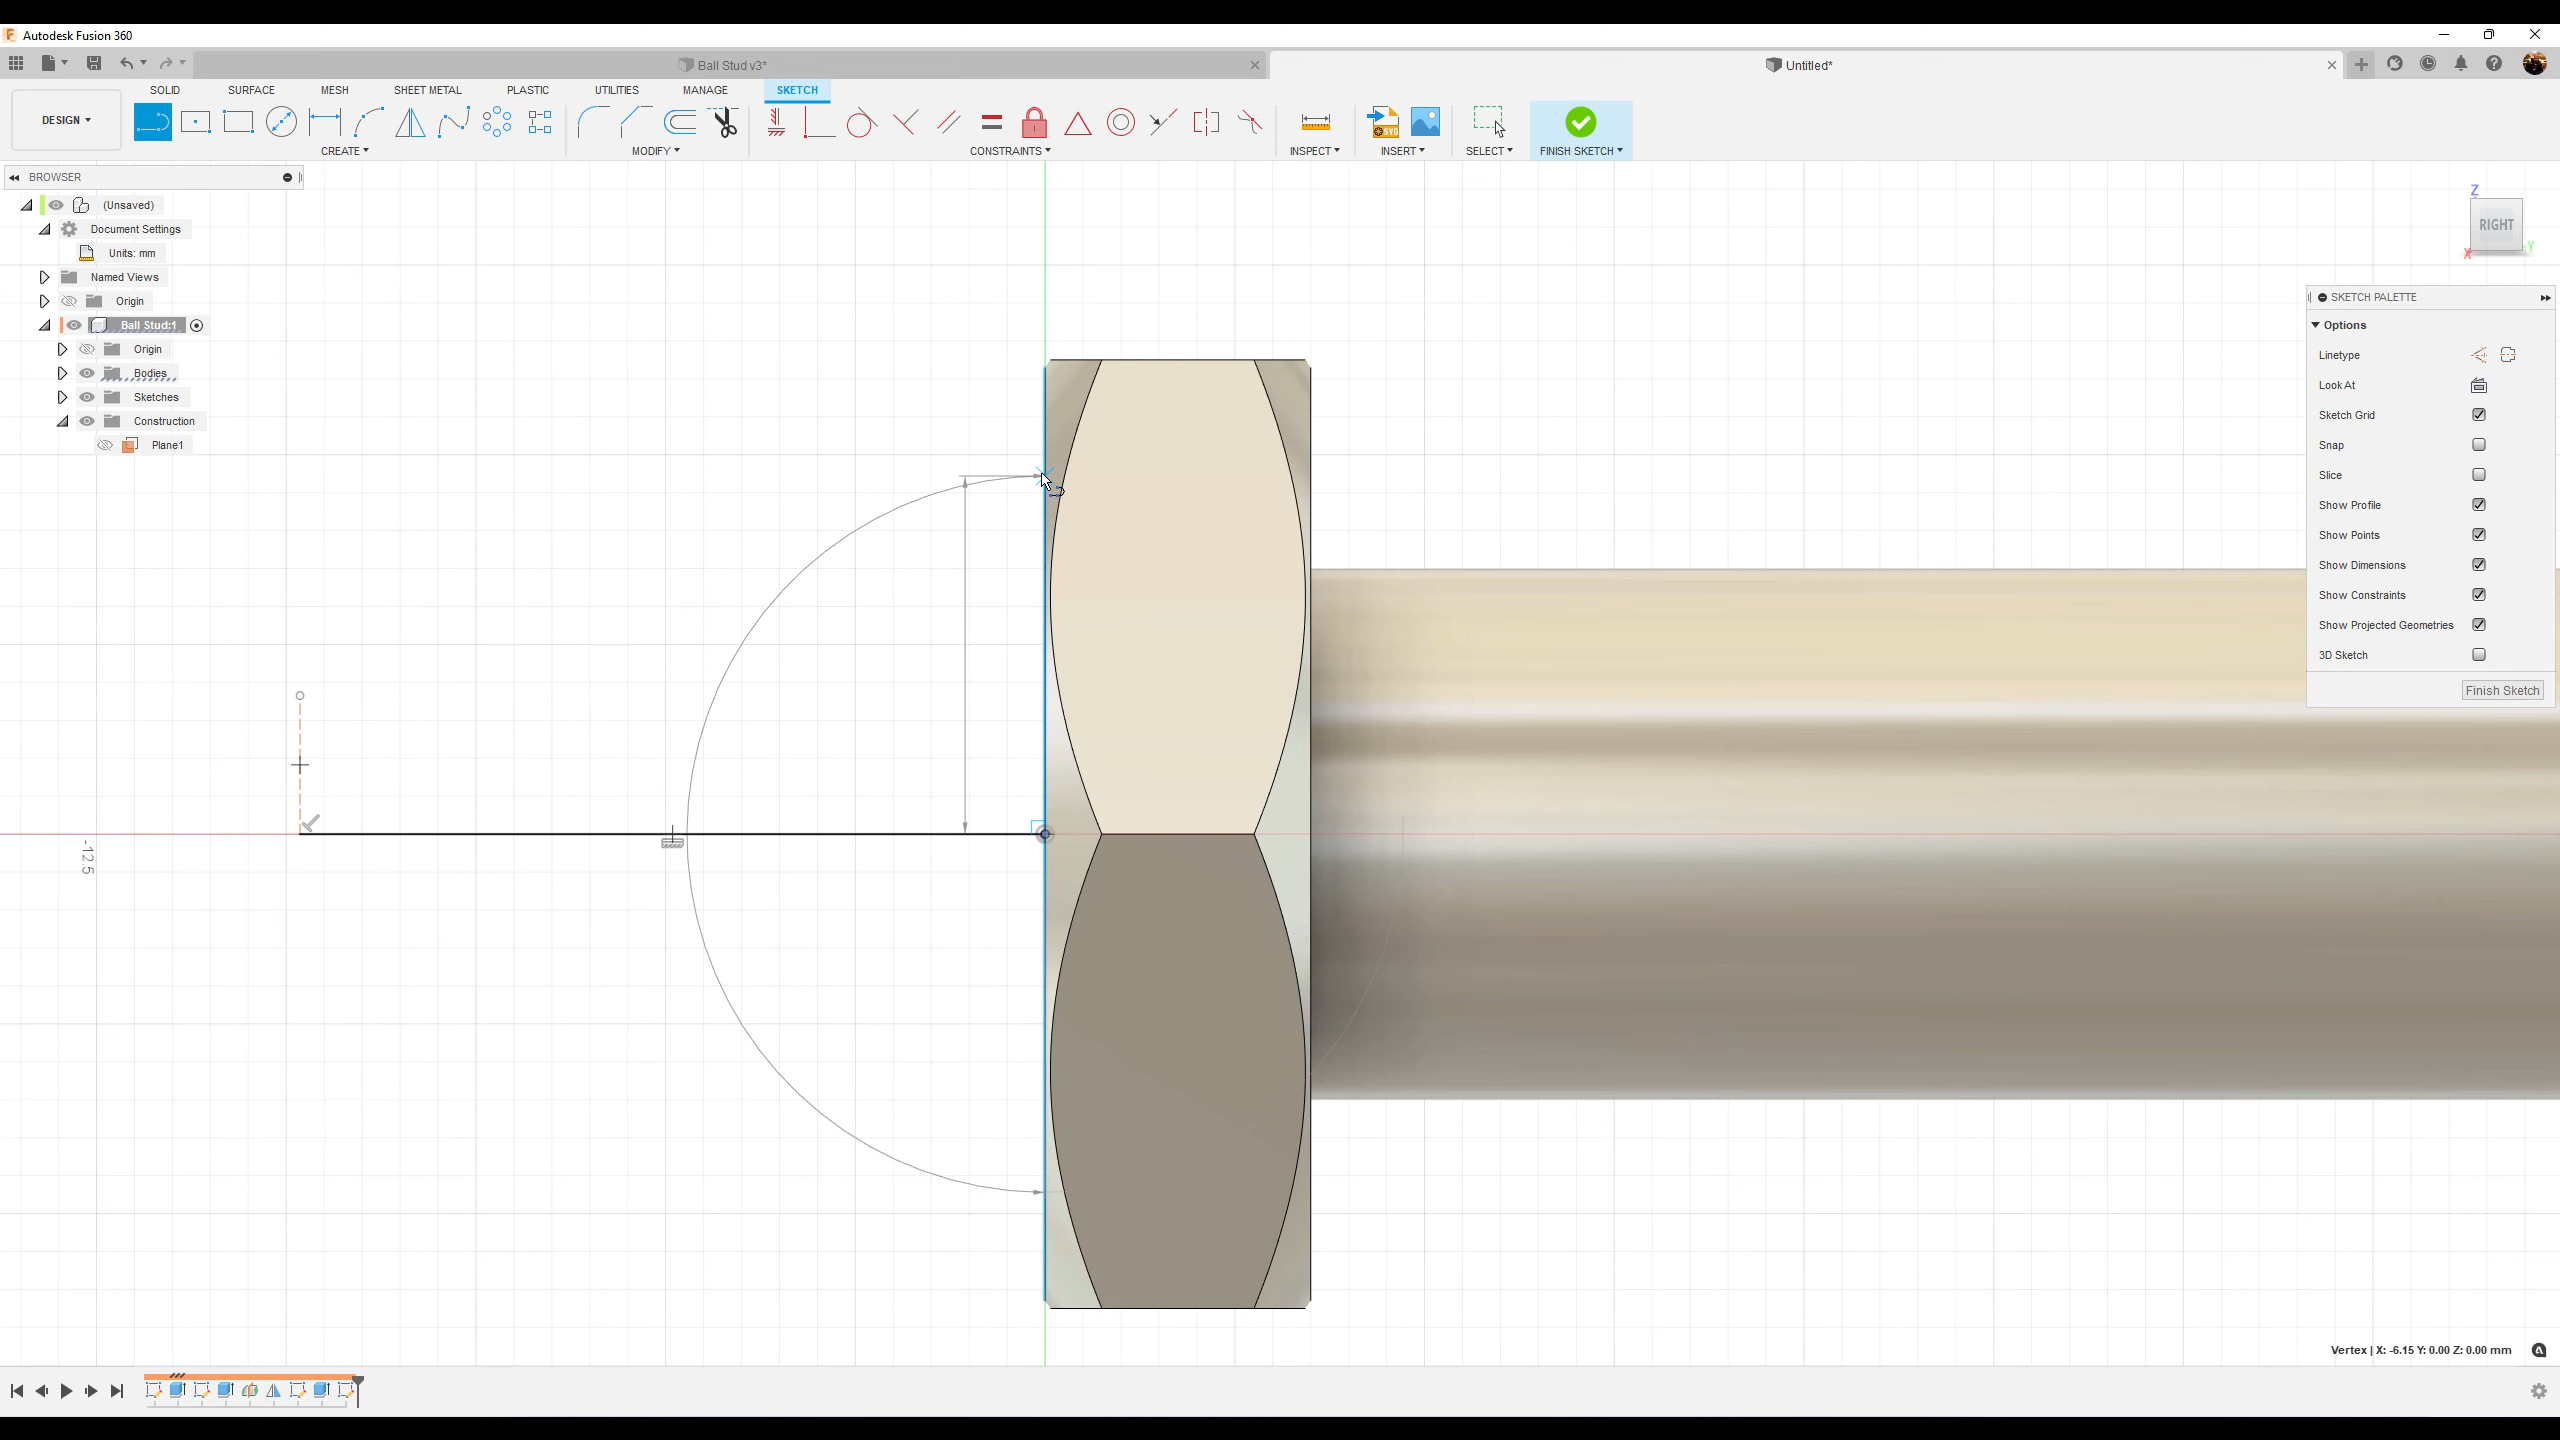 Autodesk Fusion 360
Ball Stud v3*
Untitled*
DESIGN
SOLID SURFACE MESH SHEET METAL PLASTIC UTILITIES MANAGE SKETCH
CREATE MODIFY CONSTRAINTS INSPECT INSERT SELECT FINISH SKETCH
BROWSER
(Unsaved)
Document Settings
Units: mm
Named Views
Origin
Ball Stud:1
Origin
Bodies
Sketches
Construction
Plane1
Z
RIGHT
X
Y
SKETCH PALETTE
Options
Linetype
Look At
Sketch Grid
Snap
Slice
Show Profile
Show Points
Show Dimensions
Show Constraints
Show Projected Geometries
3D Sketch
Finish Sketch
-12.5
Vertex | X: -6.15 Y: 0.00 Z: 0.00 mm